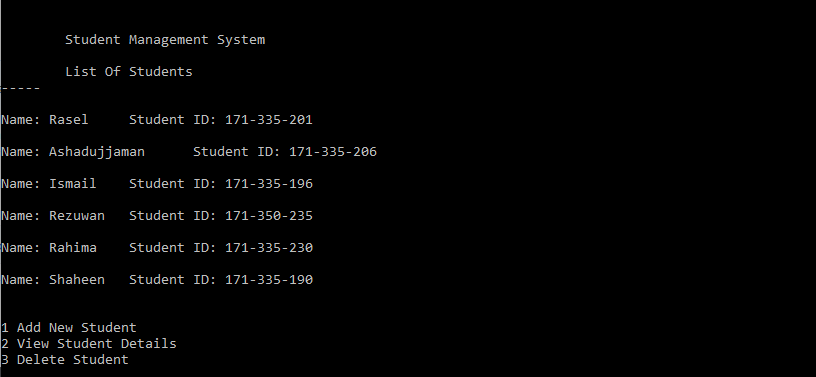 Student Management System
List Of Students
-----
Name: Rasel Student ID: 171-335-201
Name: Ashadujjaman Student ID: 171-335-206
Name: Ismail Student ID: 171-335-196
Name: Rezuwan Student ID: 171-350-235
Name: Rahima Student ID: 171-335-230
Name: Shaheen Student ID: 171-335-190
1 Add New Student
2 View Student Details
3 Delete Student